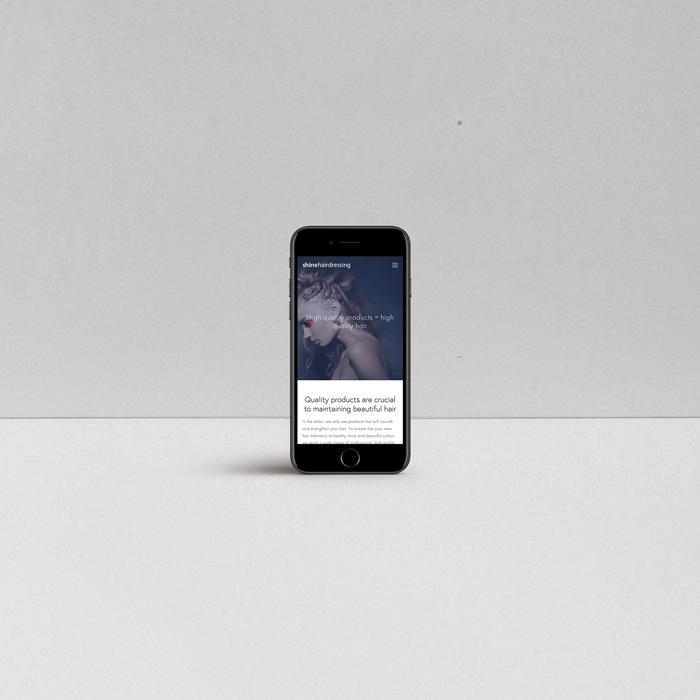 shinehairdressing
High quality products = high
quality hair
Quality products are crucial
to maintaining beautiful hair
In the salon, we only use products that will nourish
and strengthen your hair. To ensure that your new
hair maintains its healthy shine and beautiful colour,